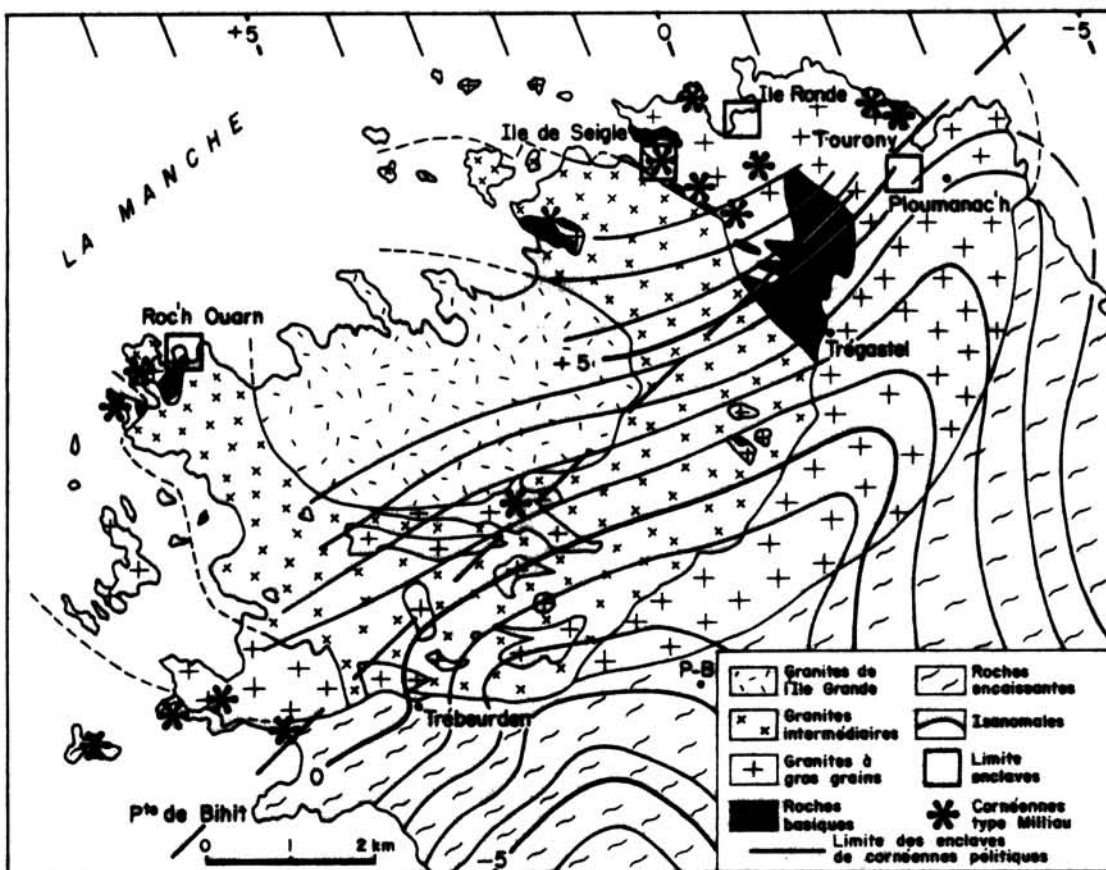 +5
0
-5
LA MANCHE
Ile Ronde
Ile de Seigle
Tourony
Ploumanac'h
Roc'h Ouarn
Trégastel
+5
P-B
Trébeurden
0
Pte de Bihit
0 1 2 km
-5
Granites de
l'Ile Grande
Granites
intermédiaires
Granites à
gros grains
Roches
basiques
Roches
encaissantes
Isanomales
Limite
enclaves
Cornéennes
type Milliau
Limite des enclaves
de cornéennes pélitiques